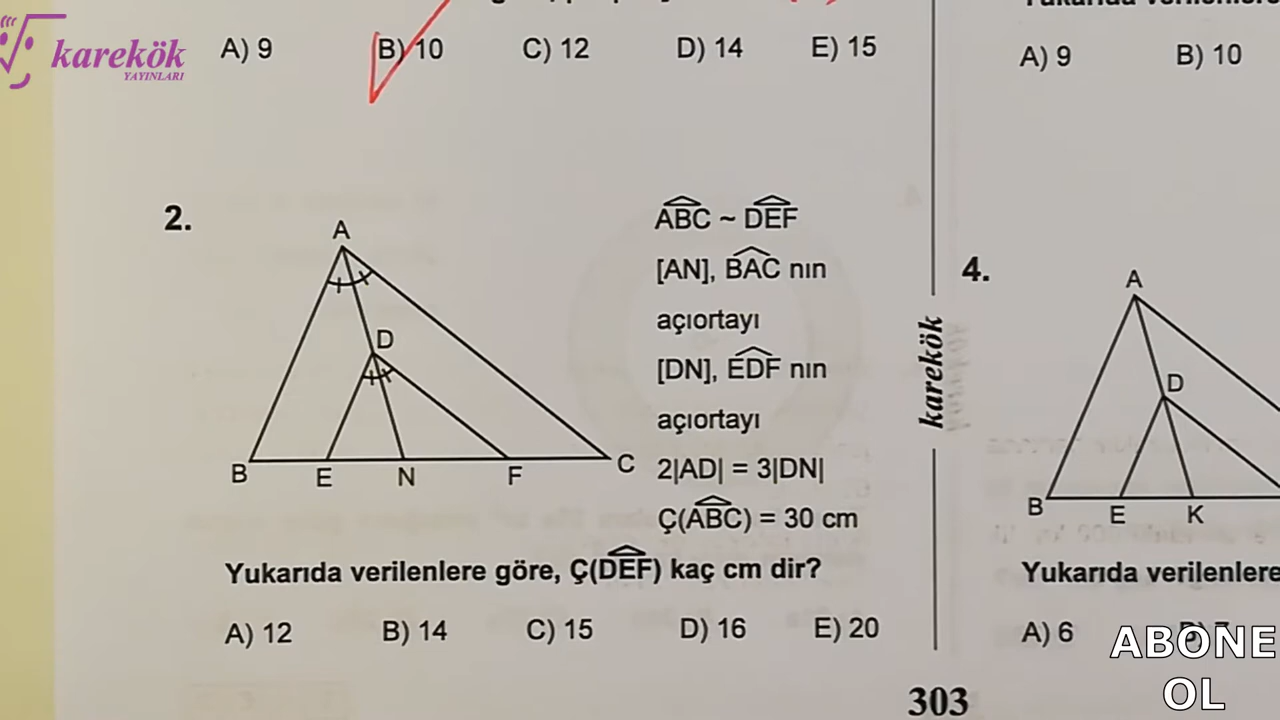 karekök
YAYINLARI
A) 9 B) 10 C) 12 D) 14 E) 15
A) 9 B) 10
2.
A
D
B E N F C
ABC ~ DEF
[AN], BAC nın
açıortayı
[DN], EDF nın
açıortayı
2|AD| = 3|DN|
Ç(ABC) = 30 cm
Yukarıda verilenlere göre, Ç(DEF) kaç cm dir?
A) 12 B) 14 C) 15 D) 16 E) 20
karekök
303
4.
A
D
B E K
Yukarıda verilenlere
A) 6
ABONE
OL